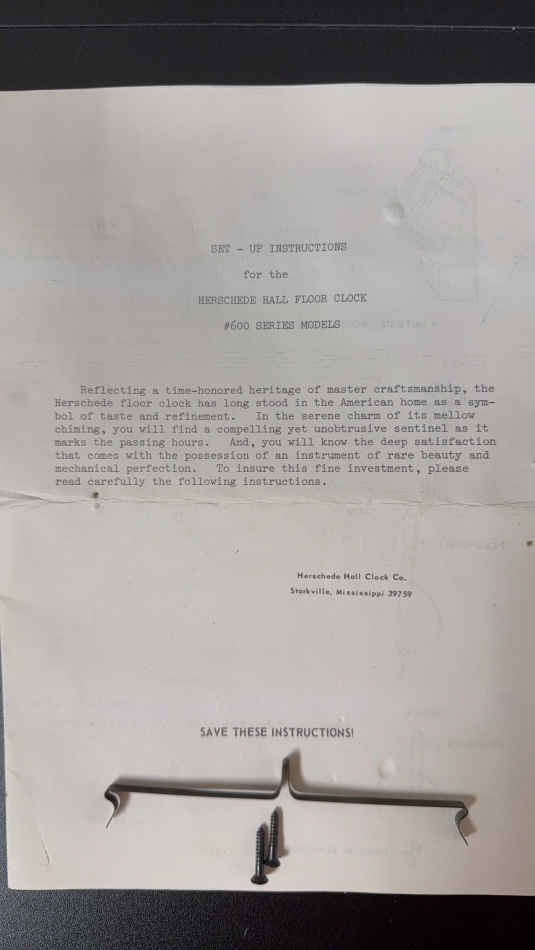 SET - UP INSTRUCTIONS
for the
HERSCHEDE HALL FLOOR CLOCK
#600 SERIES MODELS
Reflecting a time-honored heritage of master craftsmanship, the
Herschede floor clock has long stood in the American home as a sym-
bol of taste and refinement. In the serene charm of its mellow
chiming, you will find a compelling yet unobtrusive sentinel as it
marks the passing hours. And, you will know the deep satisfaction
that comes with the possession of an instrument of rare beauty and
mechanical perfection. To insure this fine investment, please
read carefully the following instructions.
Herschede Hall Clock Co.
Starkville, Mississippi 39759
SAVE THESE INSTRUCTIONS!